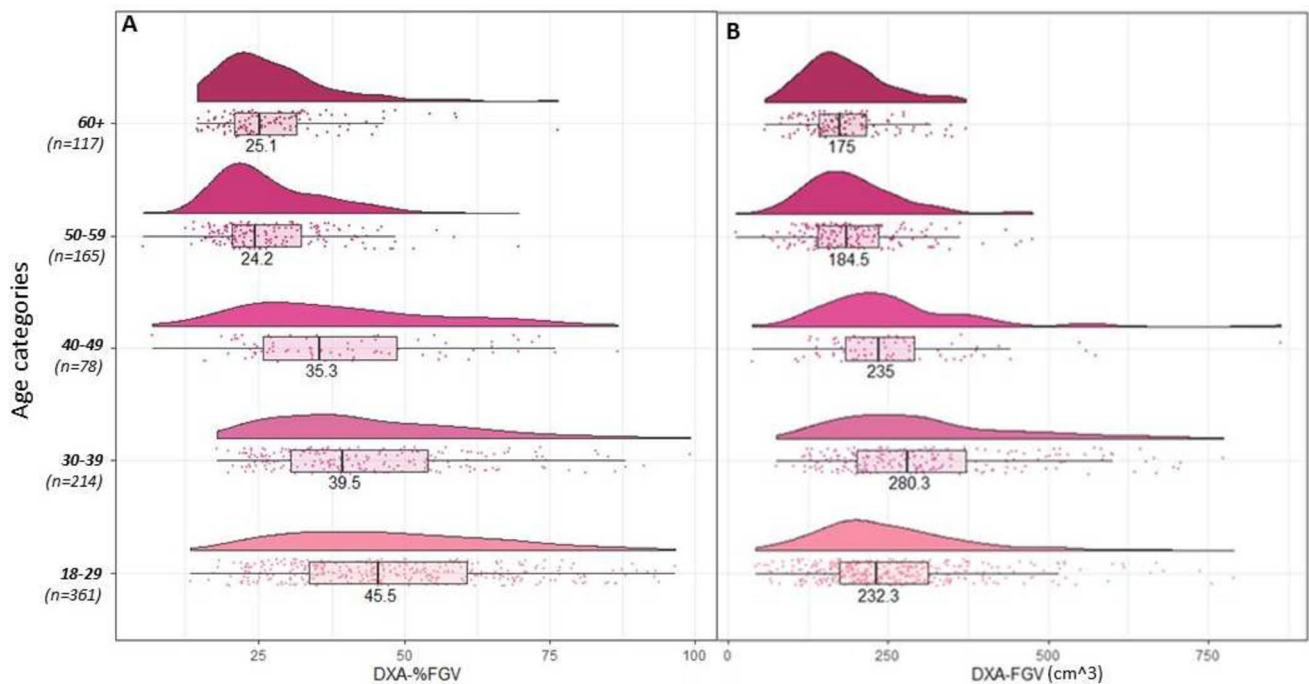 A
B
Age categories
60+
(n=117)
25.1
175
50-59
(n=165)
24.2
184.5
40-49
(n=78)
35.3
235
30-39
(n=214)
39.5
280.3
18-29
(n=361)
45.5
232.3
25 50 75 100
0 250 500 750
DXA-%FGV
DXA-FGV (cm^3)